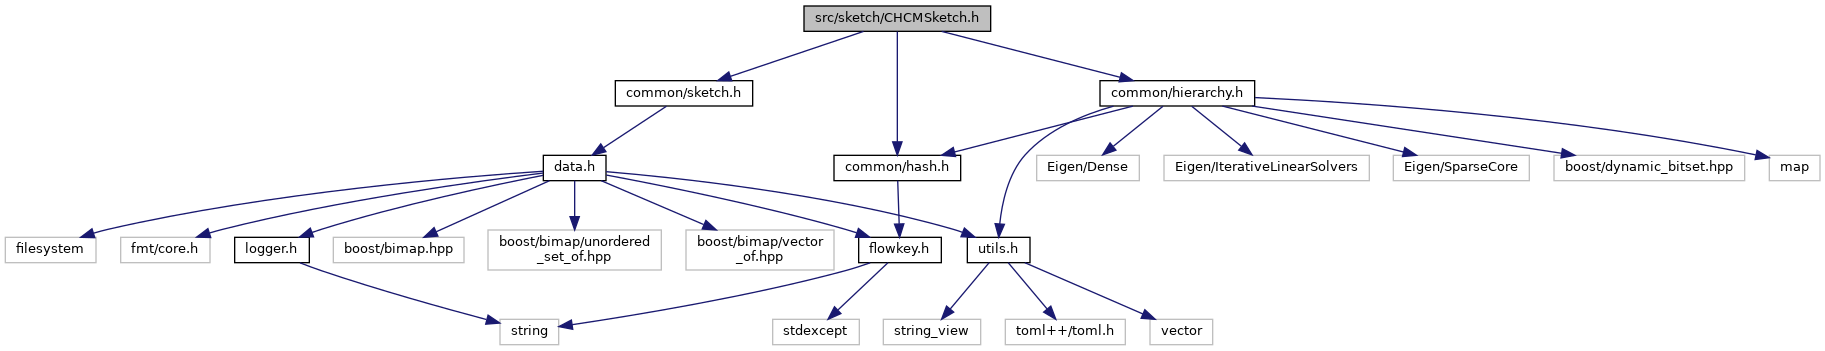 src/sketch/CHCMSketch.h
common/sketch.h
common/hierarchy.h
data.h
common/hash.h
Eigen/Dense
Eigen/IterativeLinearSolvers
Eigen/SparseCore
boost/dynamic_bitset.hpp
map
filesystem
fmt/core.h
logger.h
boost/bimap.hpp
boost/bimap/unordered
_set_of.hpp
boost/bimap/vector
_of.hpp
flowkey.h
utils.h
string
stdexcept
string_view
toml++/toml.h
vector